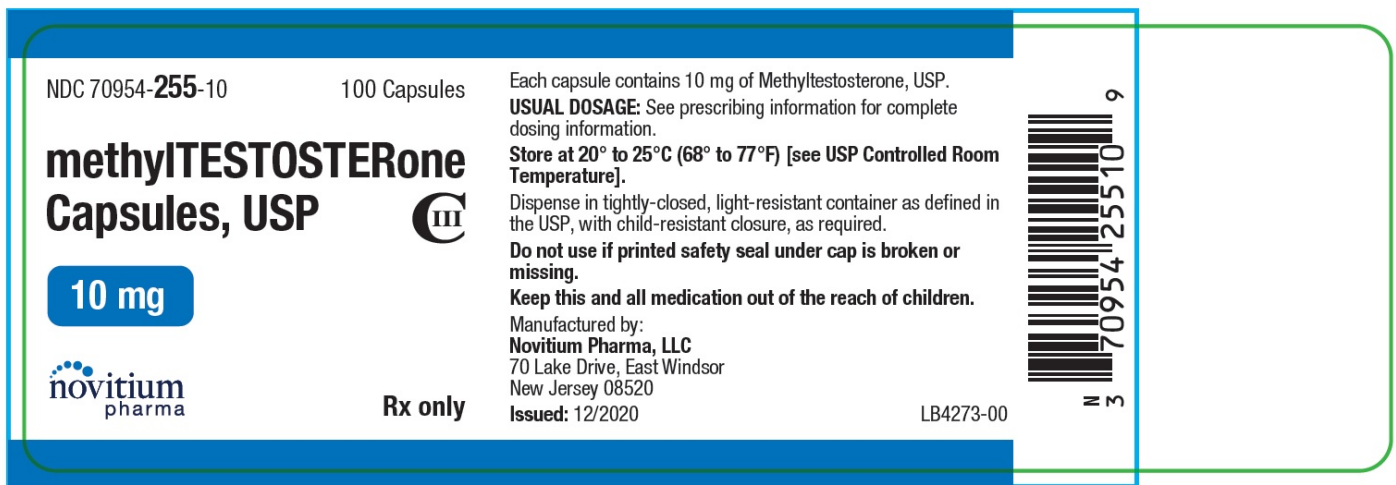 NDC 70954-255-10 100 Capsules
methylTESTOSTERone
Capsules, USP CIII
10 mg
novitium
pharma
Rx only
Each capsule contains 10 mg of Methyltestosterone, USP.
USUAL DOSAGE: See prescribing information for complete
dosing information.
Store at 20° to 25°C (68° to 77°F) [see USP Controlled Room
Temperature].
Dispense in tightly-closed, light-resistant container as defined in
the USP, with child-resistant closure, as required.
Do not use if printed safety seal under cap is broken or
missing.
Keep this and all medication out of the reach of children.
Manufactured by:
Novitium Pharma, LLC
70 Lake Drive, East Windsor
New Jersey 08520
Issued: 12/2020 LB4273-00
N
3 70954 25510 9